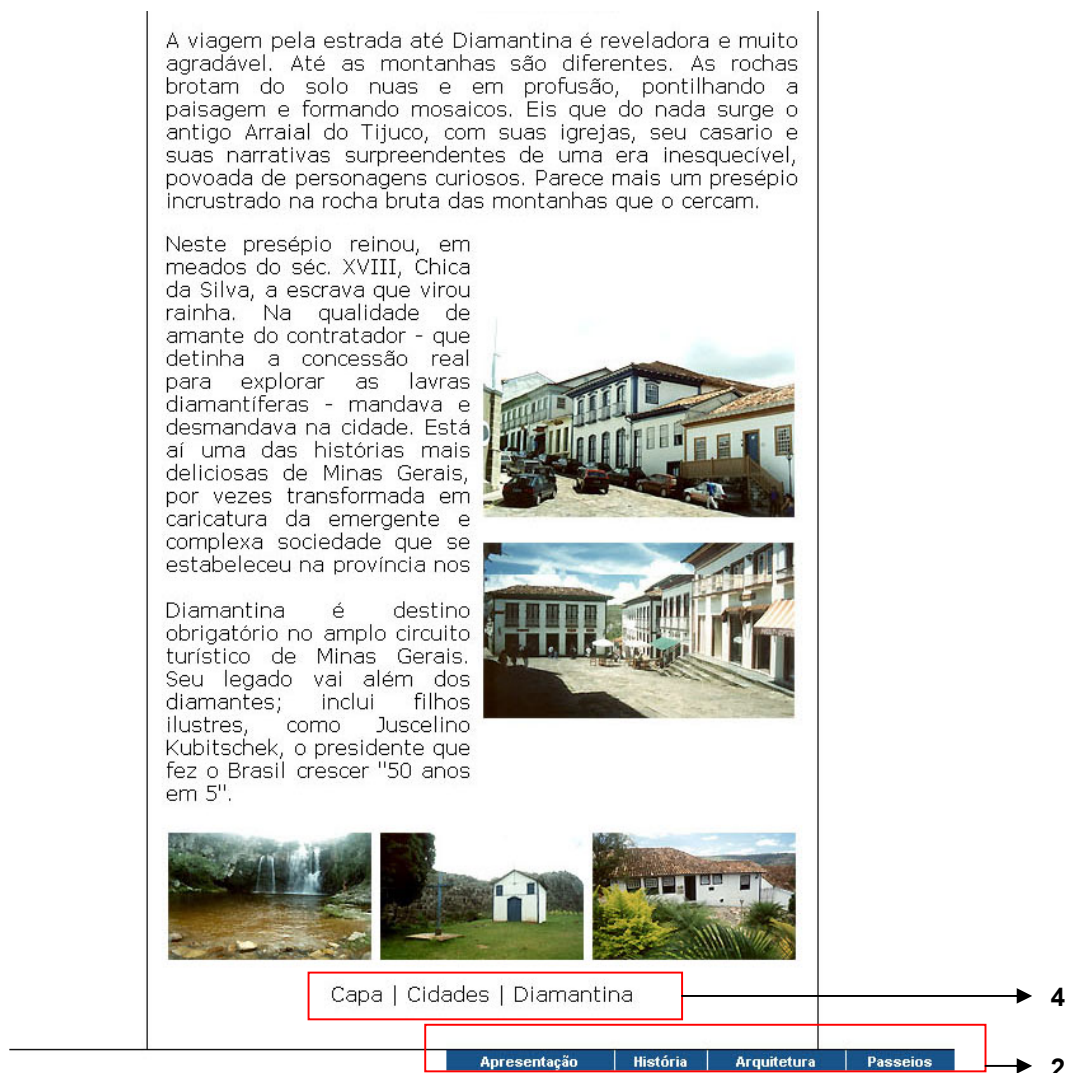 A viagem pela estrada até Diamantina é reveladora e muito
agradável. Até as montanhas são diferentes. As rochas
brotam do solo nuas e em profusão, pontilhando a
paisagem e formando mosaicos. Eis que do nada surge o
antigo Arraial do Tijuco, com suas igrejas, seu casario e
suas narrativas surpreendentes de uma era inesquecível,
povoada de personagens curiosos. Parece mais um presépio
incrustrado na rocha bruta das montanhas que o cercam.
Neste presépio reinou, em
meados do séc. XVIII, Chica
da Silva, a escrava que virou
rainha. Na qualidade de
amante do contratador - que
detinha a concessão real
para explorar as lavras
diamantíferas - mandava e
desmandava na cidade. Está
aí uma das histórias mais
deliciosas de Minas Gerais,
por vezes transformada em
caricatura da emergente e
complexa sociedade que se
estabeleceu na província nos
Diamantina é destino
obrigatório no amplo circuito
turístico de Minas Gerais.
Seu legado vai além dos
diamantes; inclui filhos
ilustres, como Juscelino
Kubitschek, o presidente que
fez o Brasil crescer "50 anos
em 5".
Capa | Cidades | Diamantina
4
Apresentação | História | Arquitetura | Passeios
2